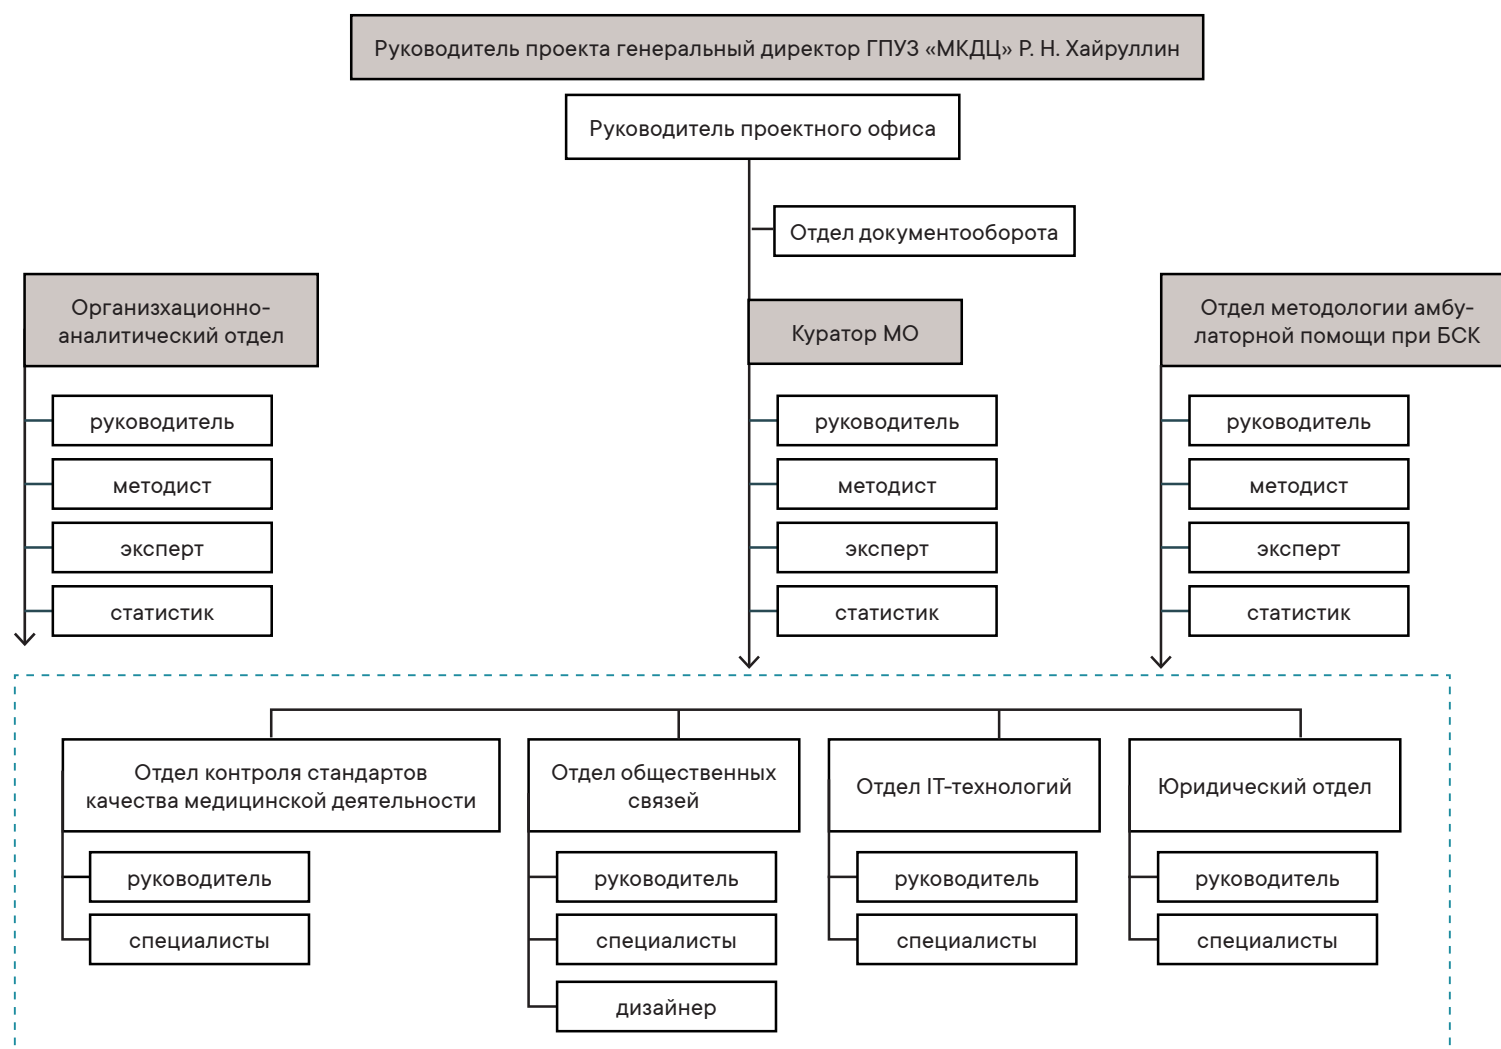 Руководитель проекта генеральный директор ГПУЗ «МКДЦ» Р. Н. Хайруллин
Руководитель проектного офиса
Отдел документооборота
Организхационно-
аналитический отдел
руководитель
методист
эксперт
статистик
Куратор МО
руководитель
методист
эксперт
статистик
Отдел методологии амбу-
латорной помощи при БСК
руководитель
методист
эксперт
статистик
Отдел контроля стандартов
качества медицинской деятельности
руководитель
специалисты
Отдел общественных
связей
руководитель
специалисты
дизайнер
Отдел IT-технологий
руководитель
специалисты
Юридический отдел
руководитель
специалисты